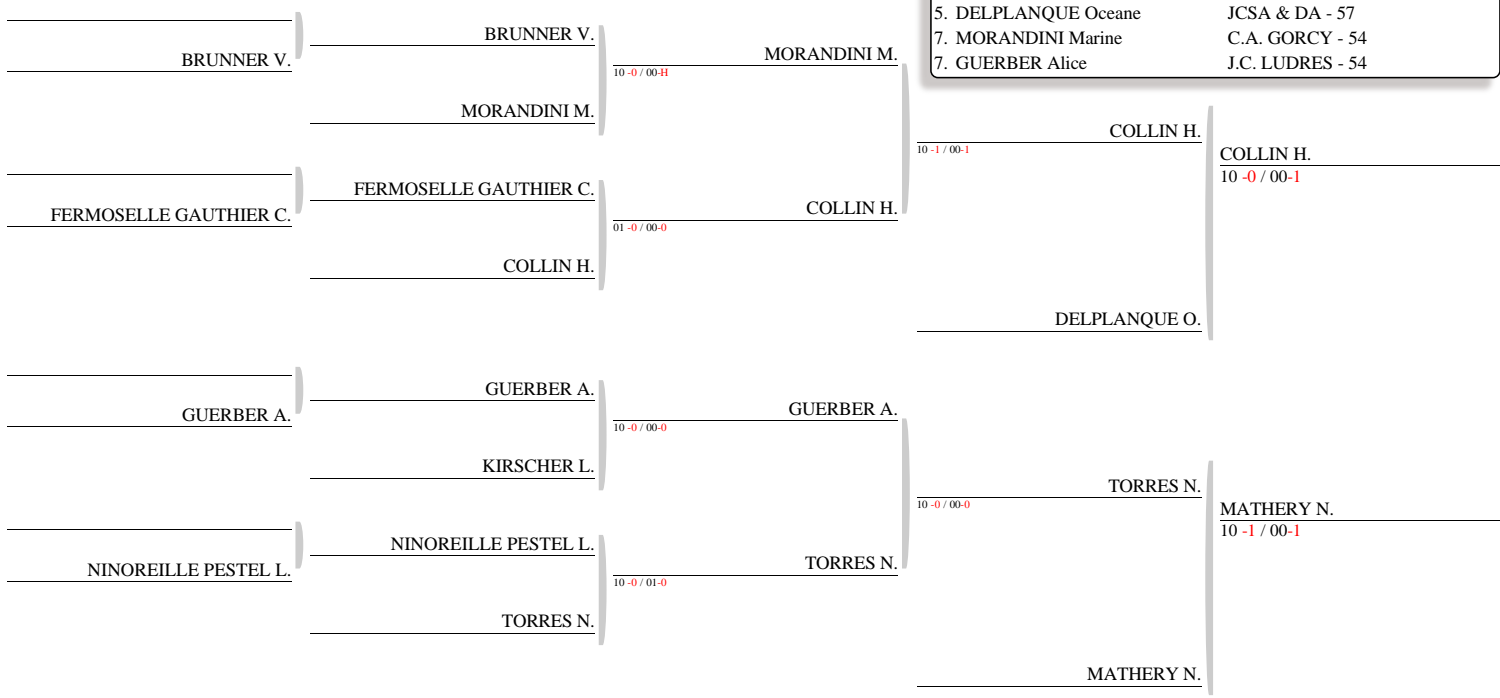 5. DELPLANQUE Oceane JCSA & DA - 57
7. MORANDINI Marine C.A. GORCY - 54
7. GUERBER Alice J.C. LUDRES - 54
BRUNNER V.
BRUNNER V.
MORANDINI M.
10 -0 / 00-H
MORANDINI M.
COLLIN H.
10 -1 / 00-1
COLLIN H.
10 -0 / 00-1
FERMOSELLE GAUTHIER C.
FERMOSELLE GAUTHIER C.
COLLIN H.
01 -0 / 00-0
COLLIN H.
DELPLANQUE O.
GUERBER A.
GUERBER A.
GUERBER A.
10 -0 / 00-0
KIRSCHER L.
TORRES N.
10 -0 / 00-0
MATHERY N.
10 -1 / 00-1
NINOREILLE PESTEL L.
NINOREILLE PESTEL L.
TORRES N.
10 -0 / 01-0
TORRES N.
MATHERY N.